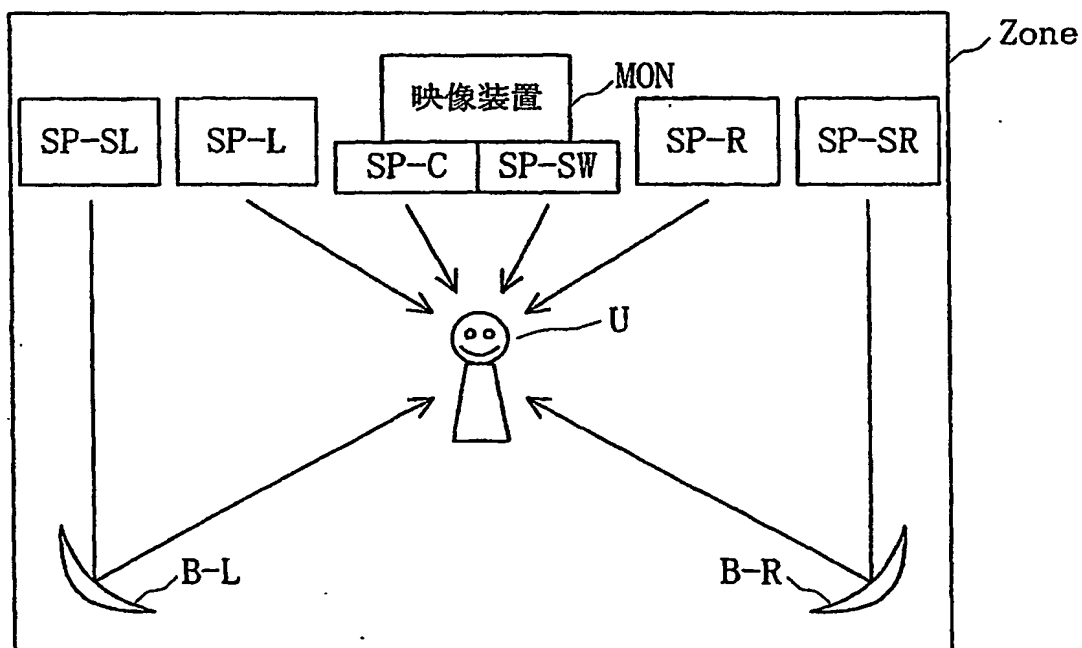 Zone
映像装置
MON
SP-SL
SP-L
SP-C
SP-SW
SP-R
SP-SR
U
B-L
B-R